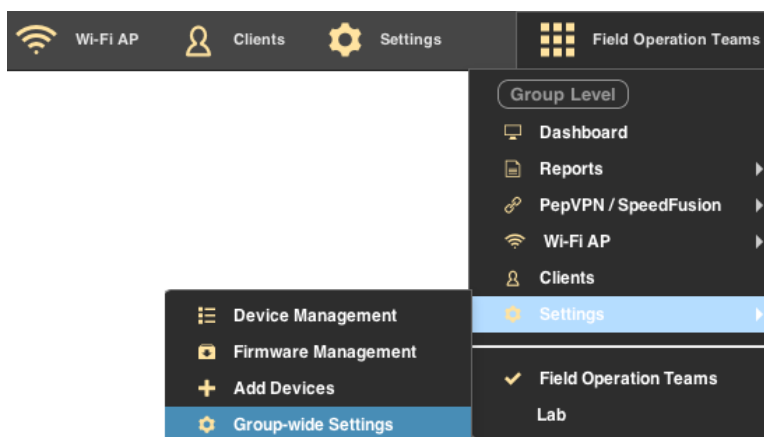 Wi-Fi AP
Clients
Settings
Field Operation Teams
Group Level
Dashboard
Reports
PepVPN / SpeedFusion
Wi-Fi AP
Clients
Settings
Device Management
Firmware Management
Add Devices
Group-wide Settings
Field Operation Teams
Lab